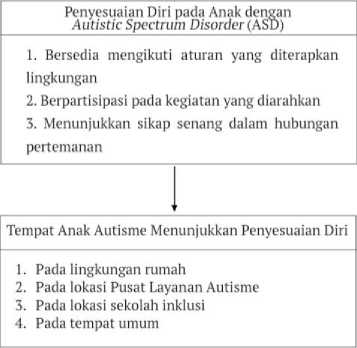 Penyesuaian Diri pada Anak dengan
Autistic Spectrum Disorder (ASD)
1. Bersedia mengikuti aturan yang diterapkan
lingkungan
2. Berpartisipasi pada kegiatan yang diarahkan
3. Menunjukkan sikap senang dalam hubungan
pertemanan
Tempat Anak Autisme Menunjukkan Penyesuaian Diri
1. Pada lingkungan rumah
2. Pada lokasi Pusat Layanan Autisme
3. Pada lokasi sekolah inklusi
4. Pada tempat umum